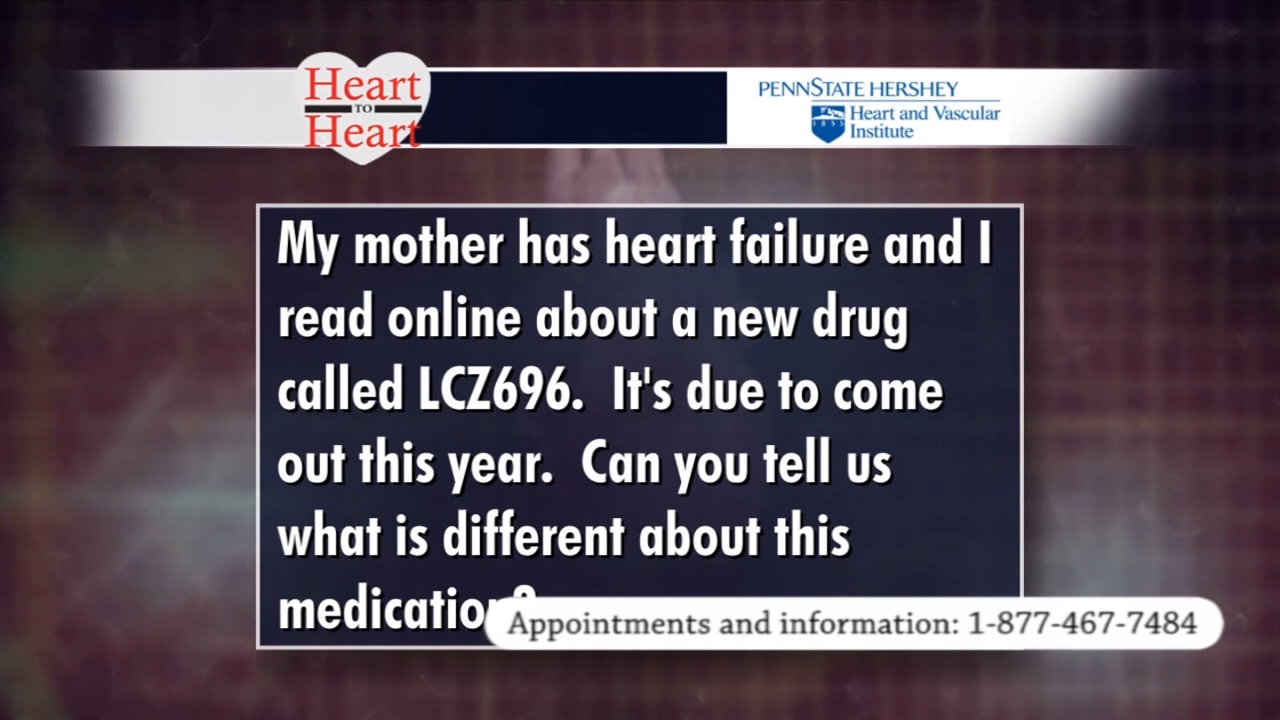 Heart
TO
Heart
PENNSTATE HERSHEY
Heart and Vascular
Institute
1855
My mother has heart failure and I
read online about a new drug
called LCZ696.  It's due to come
out this year.  Can you tell us
what is different about this
medication?
Appointments and information: 1-877-467-7484